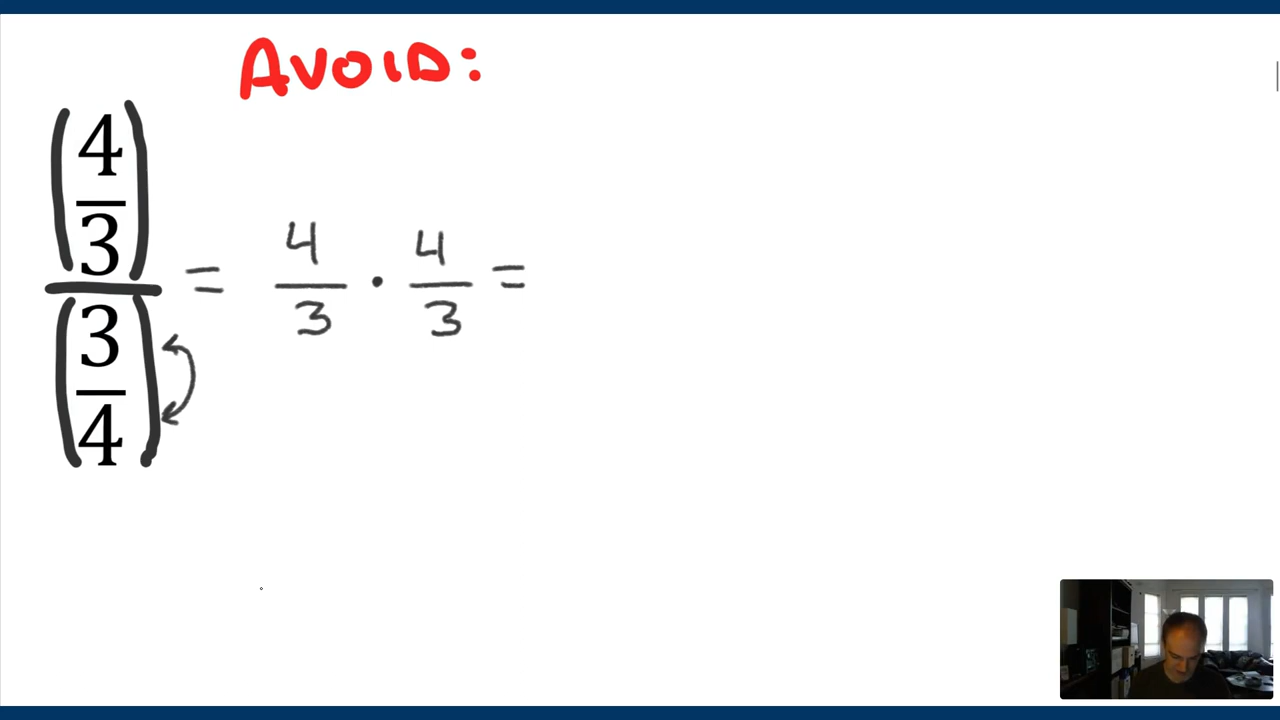 AVOID:
(4/3)/(3/4) = 4/3 · 4/3 =